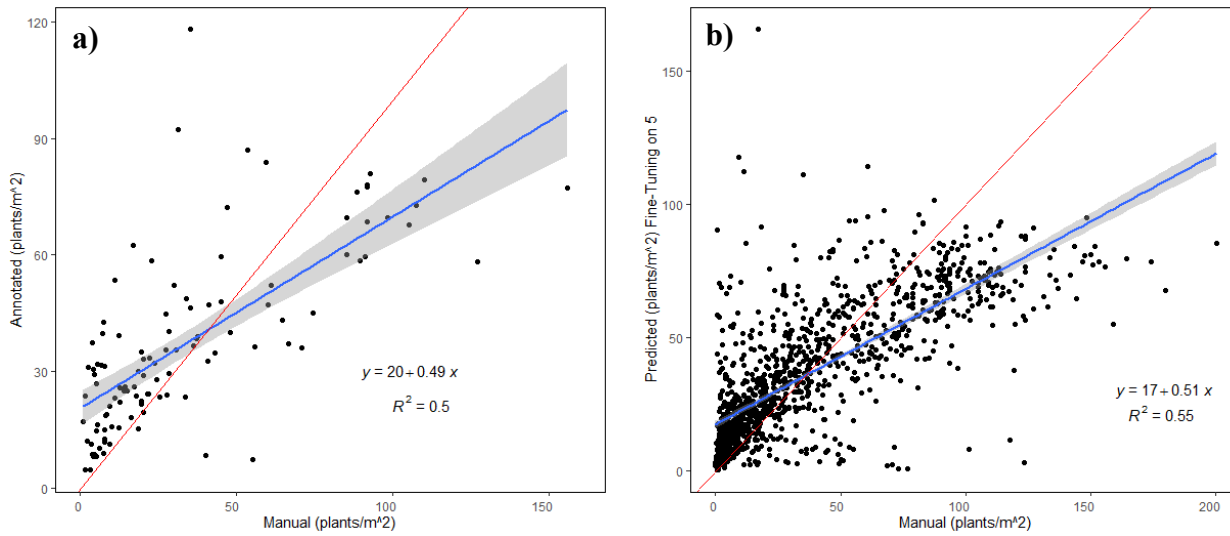 a)
Annotated (plants/m^2)
120
90
60
30
0
y = 20 + 0.49 x
R² = 0.5
0 50 100 150
Manual (plants/m^2)
b)
Predicted (plants/m^2) Fine-Tuning on 5
150
100
50
0
y = 17 + 0.51 x
R² = 0.55
0 50 100 150 200
Manual (plants/m^2)